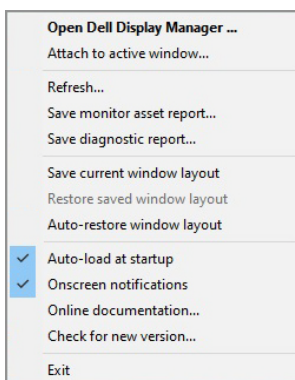 Open Dell Display Manager ...
Attach to active window...
Refresh...
Save monitor asset report...
Save diagnostic report...
Save current window layout
Restore saved window layout
Auto-restore window layout
Auto-load at startup
Onscreen notifications
Online documentation...
Check for new version...
Exit